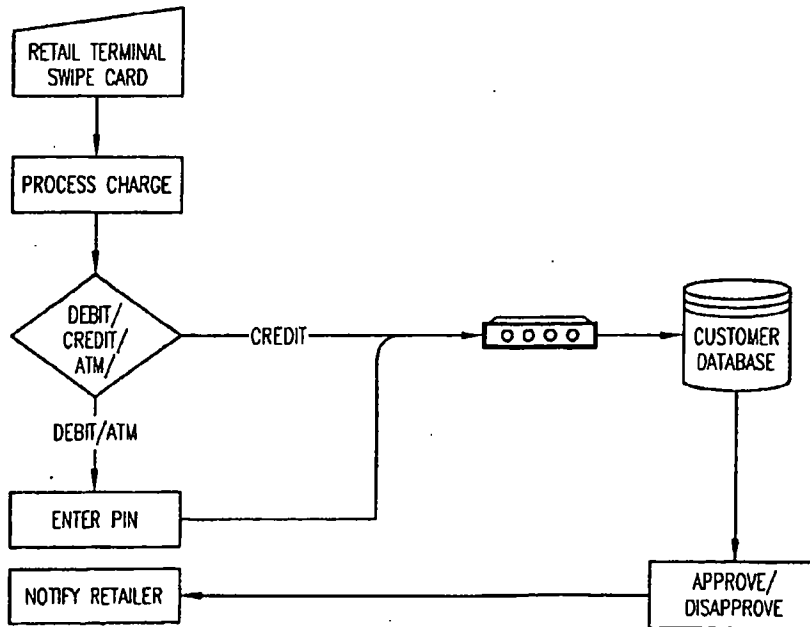 RETAIL TERMINAL
SWIPE CARD
PROCESS CHARGE
DEBIT/
CREDIT/
ATM/
CREDIT
CUSTOMER
DATABASE
DEBIT/ATM
ENTER PIN
NOTIFY RETAILER
APPROVE/
DISAPPROVE